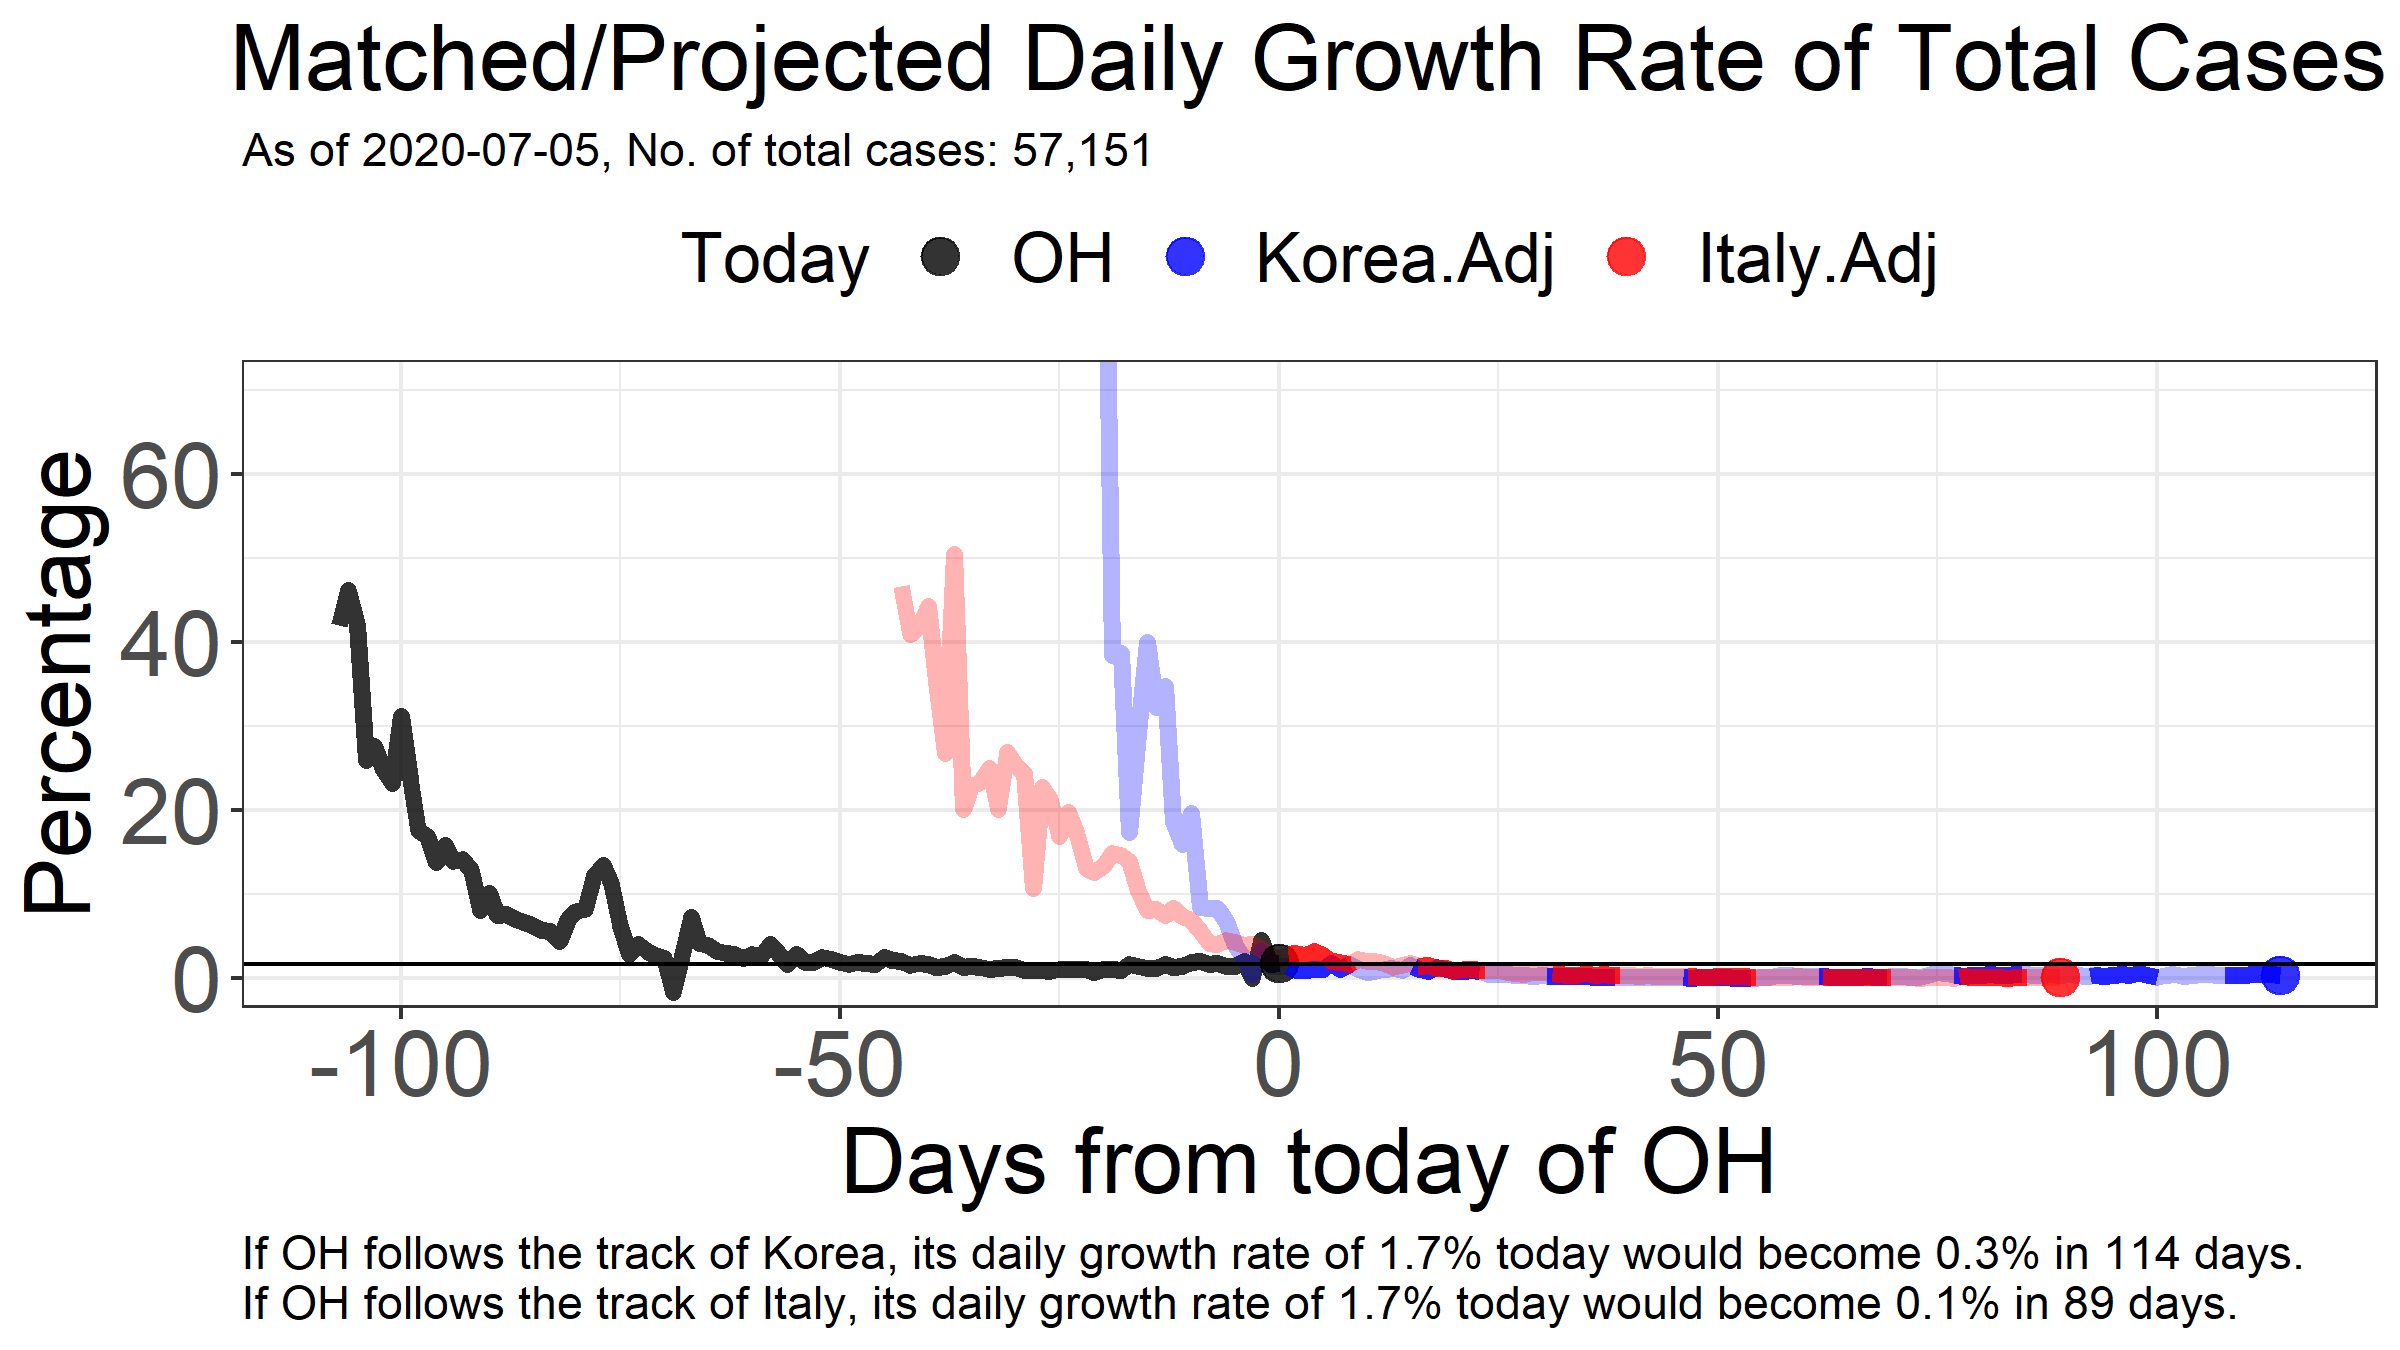 Matched/Projected Daily Growth Rate of Total Cases
As of 2020-07-05, No. of total cases: 57,151
Today OH Korea.Adj Italy.Adj
Percentage
60
40
20
0
-100 -50 0 50 100
Days from today of OH
If OH follows the track of Korea, its daily growth rate of 1.7% today would become 0.3% in 114 days.
If OH follows the track of Italy, its daily growth rate of 1.7% today would become 0.1% in 89 days.